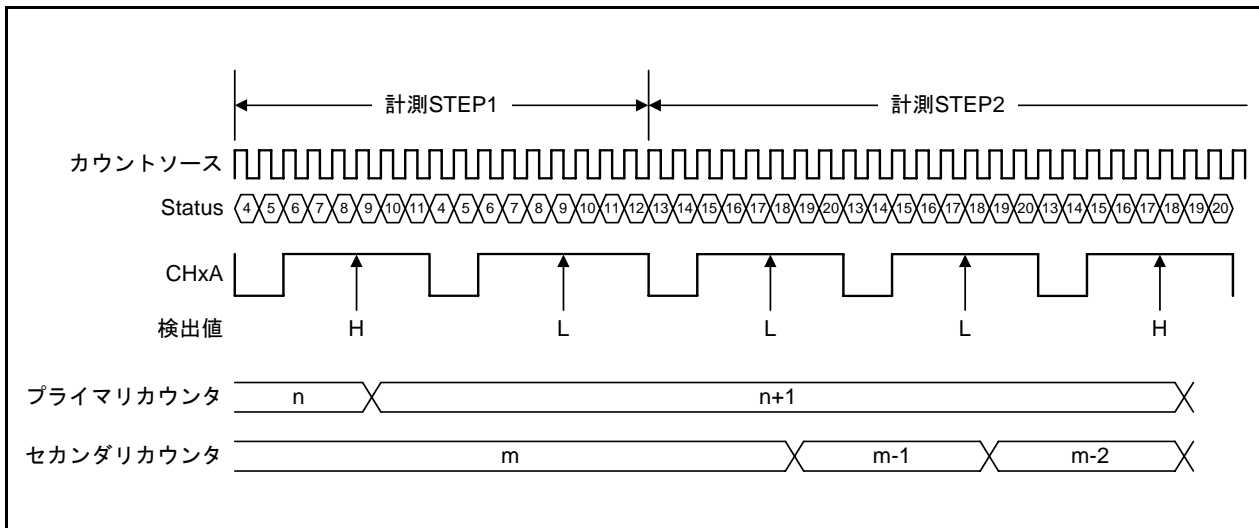 計測STEP1 計測STEP2
カウントソース
Status 4 5 6 7 8 9 10 11 4 5 6 7 8 9 10 11 12 13 14 15 16 17 18 19 20 13 14 15 16 17 18 19 20 13 14 15 16 17 18 19 20
CHxA
検出値 H L L L H
プライマリカウンタ n n+1
セカンダリカウンタ m m-1 m-2